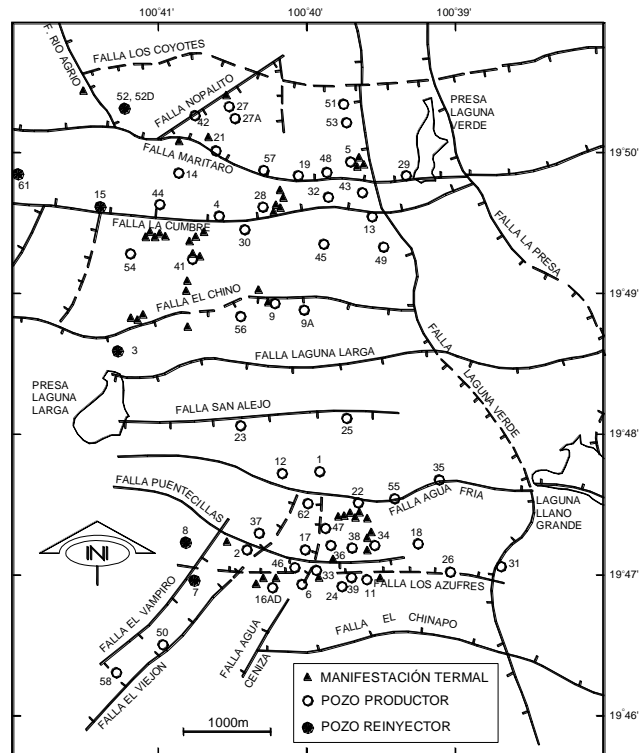 100°41
100°40
100°39
F. RIO AGRIO
FALLA LOS COYOTES
52, 52D
FALLA NOPALITO
27
27A
42
51
53
PRESA
LAGUNA
VERDE
21
FALLA MARITARO
14
57
19
48
5
29
19°50
61
15
44
4
28
32
43
13
FALLA LA CUMBRE
30
45
49
54
41
FALLA LA PRESA
19°49
FALLA EL CHINO
56
9
9A
3
FALLA LAGUNA LARGA
FALLA
LAGUNA VERDE
PRESA
LAGUNA
LARGA
FALLA SAN ALEJO
23
25
19°48
12
1
35
FALLA PUENTECILLAS
55
FALLA AGUA FRIA
22
62
LAGUNA
LLANO
GRANDE
8
37
47
2
17
36
38
34
18
N
46
33
26
31
19°47
7
FALLA LOS AZUFRES
16AD
6
24
39
11
FALLA EL VAMPIRO
50
FALLA AGUA
CENIZA
FALLA EL CHINAPO
58
FALLA EL VIEJON
MANIFESTACIÓN TERMAL
POZO PRODUCTOR
POZO REINYECTOR
1000m
19°46